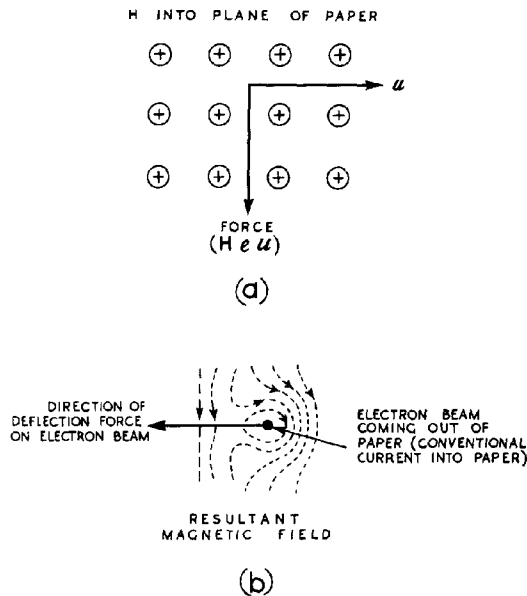 H INTO PLANE OF PAPER
u
FORCE
(H e u)
(a)
DIRECTION OF
DEFLECTION FORCE
ON ELECTRON BEAM
ELECTRON BEAM
COMING OUT OF
PAPER (CONVENTIONAL
CURRENT INTO PAPER)
RESULTANT
MAGNETIC FIELD
(b)